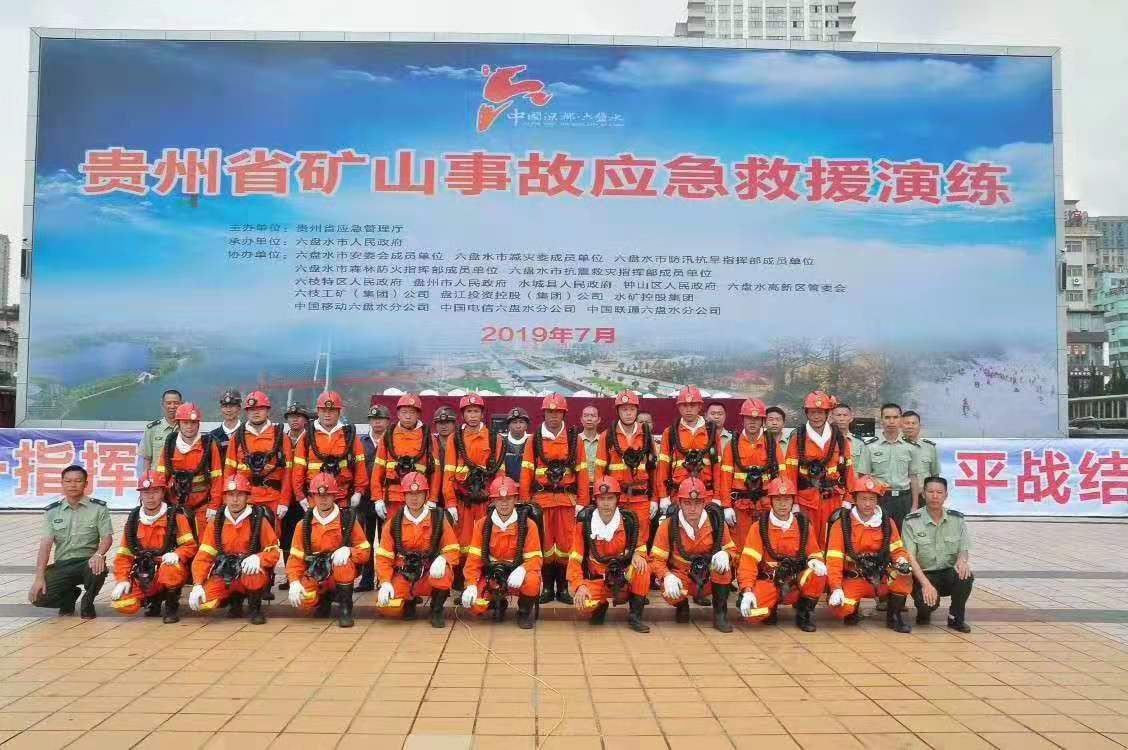 中国凉都·六盘水
贵州省矿山事故应急救援演练
主办单位：贵州省应急管理厅
承办单位：六盘水市人民政府
协办单位：六盘水市安委会成员单位 六盘水市减灾委成员单位 六盘水市防汛抗旱指挥部成员单位
六盘水市森林防火指挥部成员单位 六盘水市抗震救灾指挥部成员单位
六枝特区人民政府 盘州市人民政府 水城县人民政府 钟山区人民政府 六盘水高新区管委会
六枝工矿（集团）公司 盘江投资控股（集团）公司 水矿控股集团
中国移动六盘水分公司 中国电信六盘水分公司 中国联通六盘水分公司
2019年7月
指挥
平战结